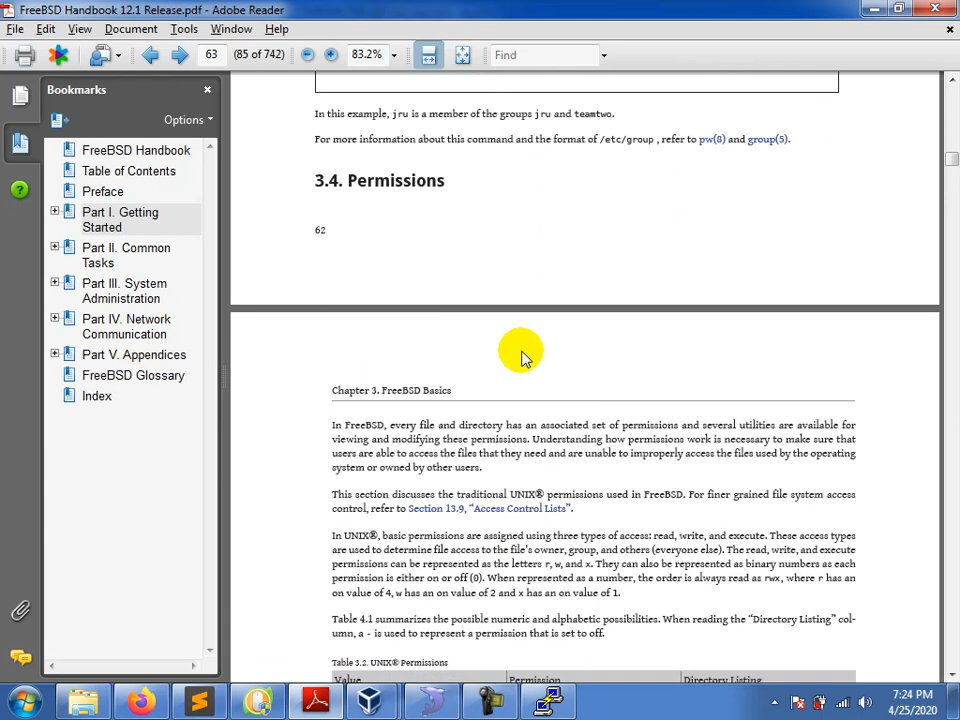 FreeBSD Handbook 12.1 Release.pdf - Adobe Reader
File Edit View Document Tools Window Help
63 (85 of 742) 83.2% Find
Bookmarks
Options
FreeBSD Handbook
Table of Contents
Preface
Part I. Getting
Started
Part II. Common
Tasks
Part III. System
Administration
Part IV. Network
Communication
Part V. Appendices
FreeBSD Glossary
Index
In this example, jru is a member of the groups jru and teamtwo.
For more information about this command and the format of /etc/group , refer to pw(8) and group(5).
3.4. Permissions
62
Chapter 3. FreeBSD Basics
In FreeBSD, every file and directory has an associated set of permissions and several utilities are available for
viewing and modifying these permissions. Understanding how permissions work is necessary to make sure that
users are able to access the files that they need and are unable to improperly access the files used by the operating
system or owned by other users.
This section discusses the traditional UNIX® permissions used in FreeBSD. For finer grained file system access
control, refer to Section 13.9, “Access Control Lists”.
In UNIX®, basic permissions are assigned using three types of access: read, write, and execute. These access types
are used to determine file access to the file's owner, group, and others (everyone else). The read, write, and execute
permissions can be represented as the letters r, w, and x. They can also be represented as binary numbers as each
permission is either on or off (0). When represented as a number, the order is always read as rwx, where r has an
on value of 4, w has an on value of 2 and x has an on value of 1.
Table 4.1 summarizes the possible numeric and alphabetic possibilities. When reading the “Directory Listing” col-
umn, a - is used to represent a permission that is set to off.
Table 3.2. UNIX® Permissions
Value Permission Directory Listing
7:24 PM
4/25/2020